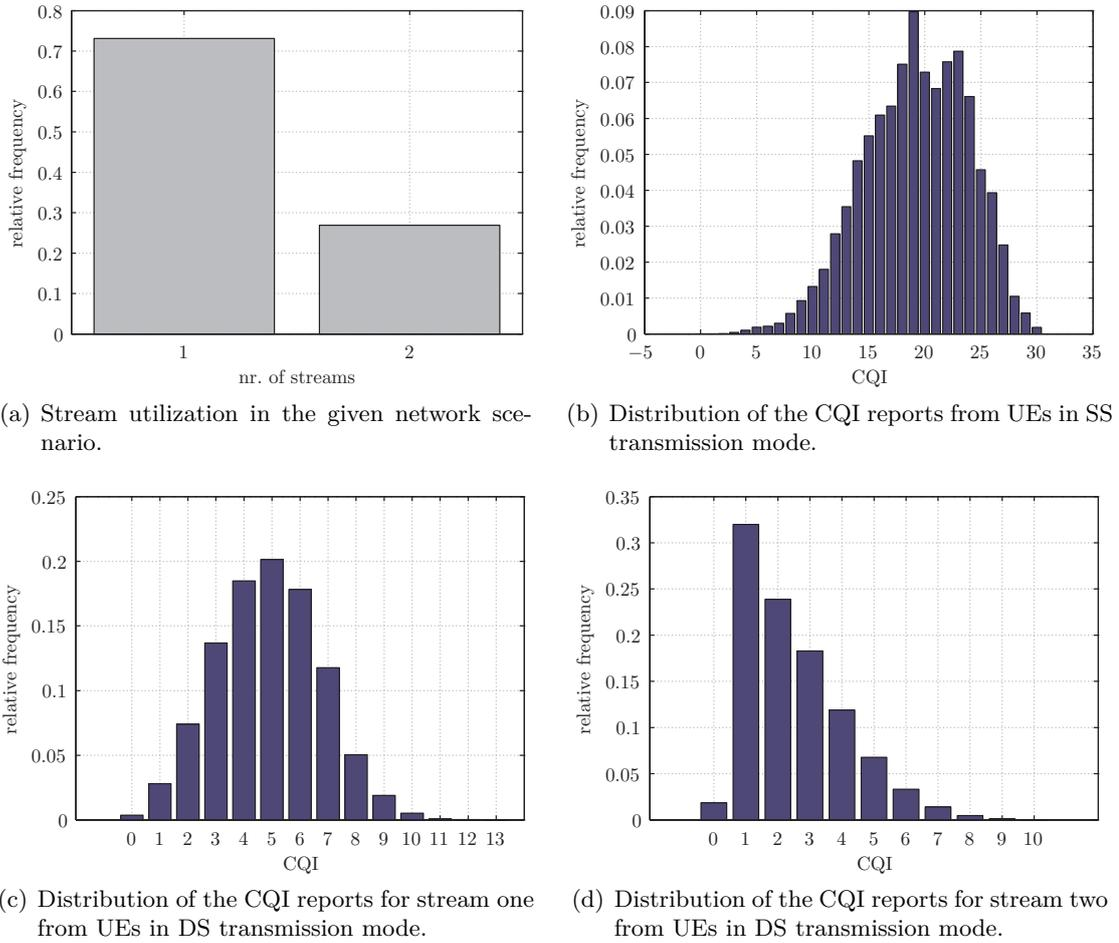 0.8
0.7
0.6
0.5
0.4
0.3
0.2
0.1
0
relative frequency
1 2
nr. of streams
(a) Stream utilization in the given network sce-
nario.
0.09
0.08
0.07
0.06
0.05
0.04
0.03
0.02
0.01
0
relative frequency
−5 0 5 10 15 20 25 30 35
CQI
(b) Distribution of the CQI reports from UEs in SS
transmission mode.
0.25
0.2
0.15
0.1
0.05
0
relative frequency
0 1 2 3 4 5 6 7 8 9 10 11 12 13
CQI
(c) Distribution of the CQI reports for stream one
from UEs in DS transmission mode.
0.35
0.3
0.25
0.2
0.15
0.1
0.05
0
relative frequency
0 1 2 3 4 5 6 7 8 9 10
CQI
(d) Distribution of the CQI reports for stream two
from UEs in DS transmission mode.